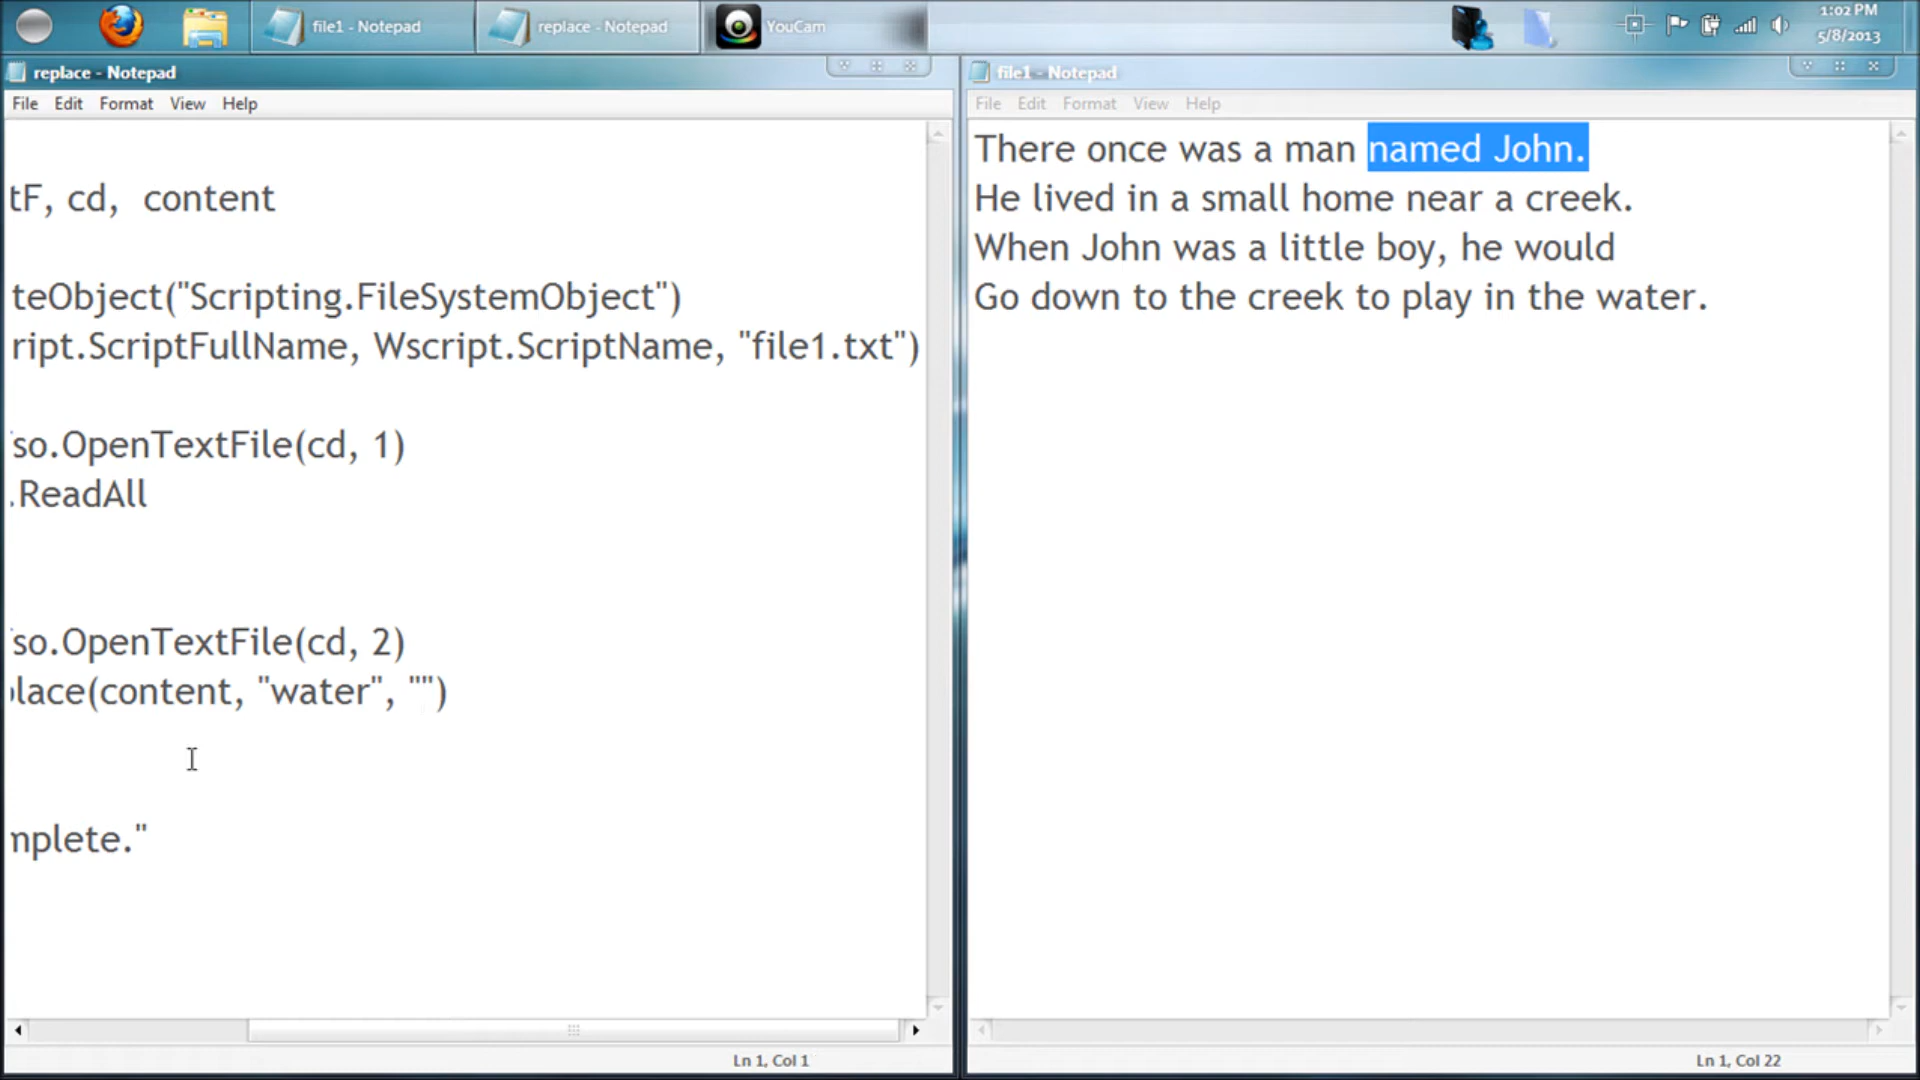 file1 - Notepad
replace - Notepad
YouCam
1:02 PM
5/8/2013
replace - Notepad
File Edit Format View Help
tF, cd,  content
teObject("Scripting.FileSystemObject")
ript.ScriptFullName, Wscript.ScriptName, "file1.txt")
so.OpenTextFile(cd, 1)
.ReadAll
so.OpenTextFile(cd, 2)
lace(content, "water", "")
mplete."
Ln 1, Col 1
file1 - Notepad
File Edit Format View Help
There once was a man named John.
He lived in a small home near a creek.
When John was a little boy, he would
Go down to the creek to play in the water.
Ln 1, Col 22